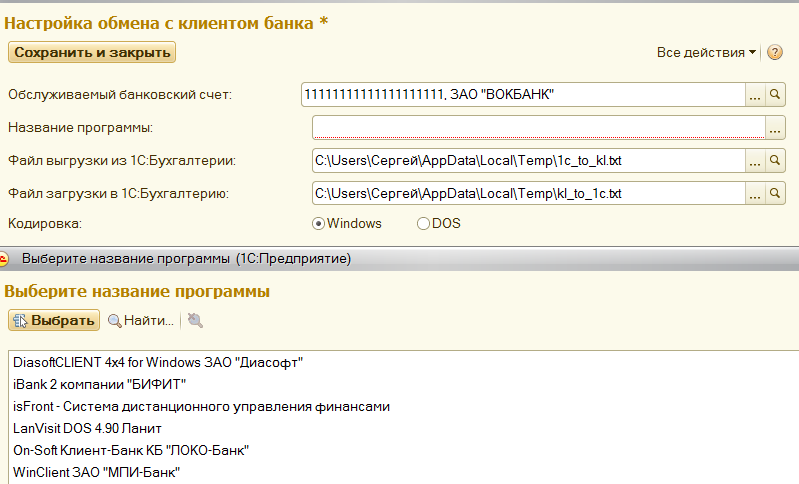 Настройка обмена с клиентом банка *
Сохранить и закрыть
Все действия
?
Обслуживаемый банковский счет: 11111111111111111111, ЗАО "ВОКБАНК" ...
Название программы: ...
Файл выгрузки из 1С:Бухгалтерии: C:\Users\Сергей\AppData\Local\Temp\1c_to_kl.txt ...
Файл загрузки в 1С:Бухгалтерию: C:\Users\Сергей\AppData\Local\Temp\kl_to_1c.txt ...
Кодировка: Windows DOS
Выберите название программы (1С:Предприятие)
Выберите название программы
Выбрать Найти...
DiasoftCLIENT 4x4 for Windows ЗАО "Диасофт"
iBank 2 компании "БИФИТ"
isFront - Система дистанционного управления финансами
LanVisit DOS 4.90 Ланит
On-Soft Клиент-Банк КБ "ЛОКО-Банк"
WinClient ЗАО "МПИ-Банк"